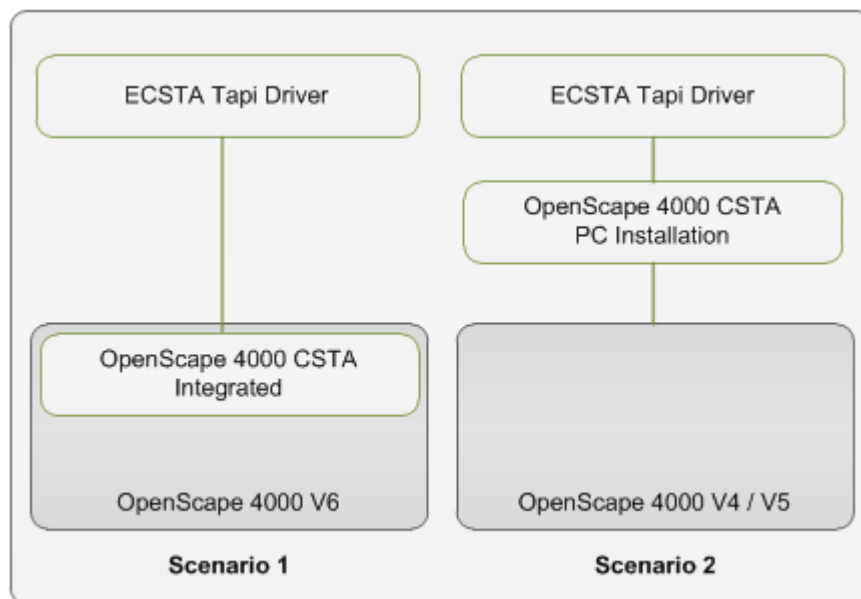 ECSTA Tapi Driver
OpenScape 4000 CSTA
Integrated
OpenScape 4000 V6
Scenario 1
ECSTA Tapi Driver
OpenScape 4000 CSTA
PC Installation
OpenScape 4000 V4 / V5
Scenario 2